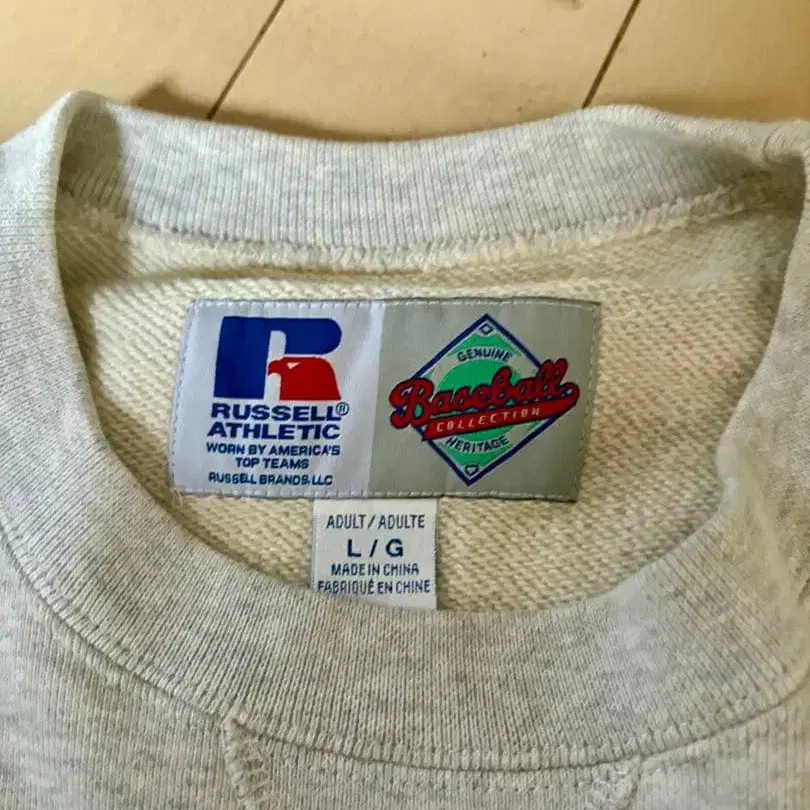 RUSSELL®
ATHLETIC
WORN BY AMERICA'S
TOP TEAMS
RUSSELL BRANDS, LLC
GENUINE
Baseball
COLLECTION
HERITAGE
ADULT / ADULTE
L / G
MADE IN CHINA
FABRIQUÉ EN CHINE